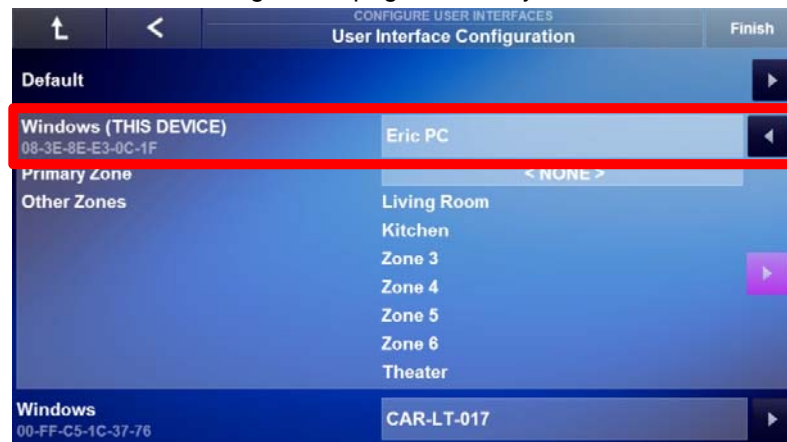 CONFIGURE USER INTERFACES
User Interface Configuration
Finish
Default
Windows (THIS DEVICE)
Eric PC
08-3E-8E-E3-0C-1F
Primary Zone
< NONE >
Other Zones
Living Room
Kitchen
Zone 3
Zone 4
Zone 5
Zone 6
Theater
Windows
CAR-LT-017
00-FF-C5-1C-37-76